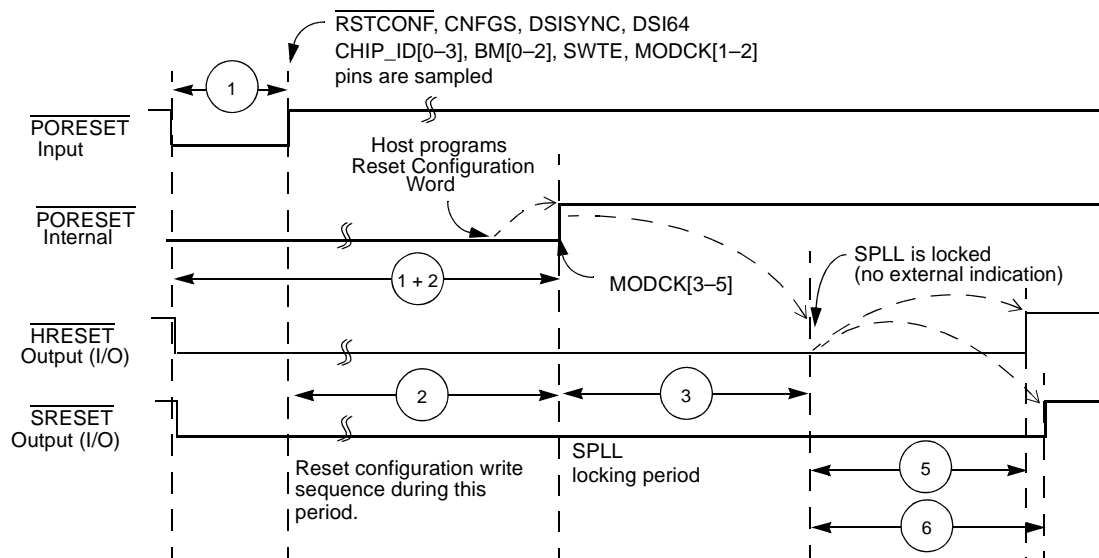 RSTCONF, CNFGS, DSISYNC, DSI64
CHIP_ID[0–3], BM[0–2], SWTE, MODCK[1–2]
pins are sampled
1
PORESET
Input
Host programs
Reset Configuration
Word
PORESET
Internal
SPLL is locked
(no external indication)
1 + 2
MODCK[3–5]
HRESET
Output (I/O)
2
3
SRESET
Output (I/O)
Reset configuration write
sequence during this
period.
SPLL
locking period
5
6